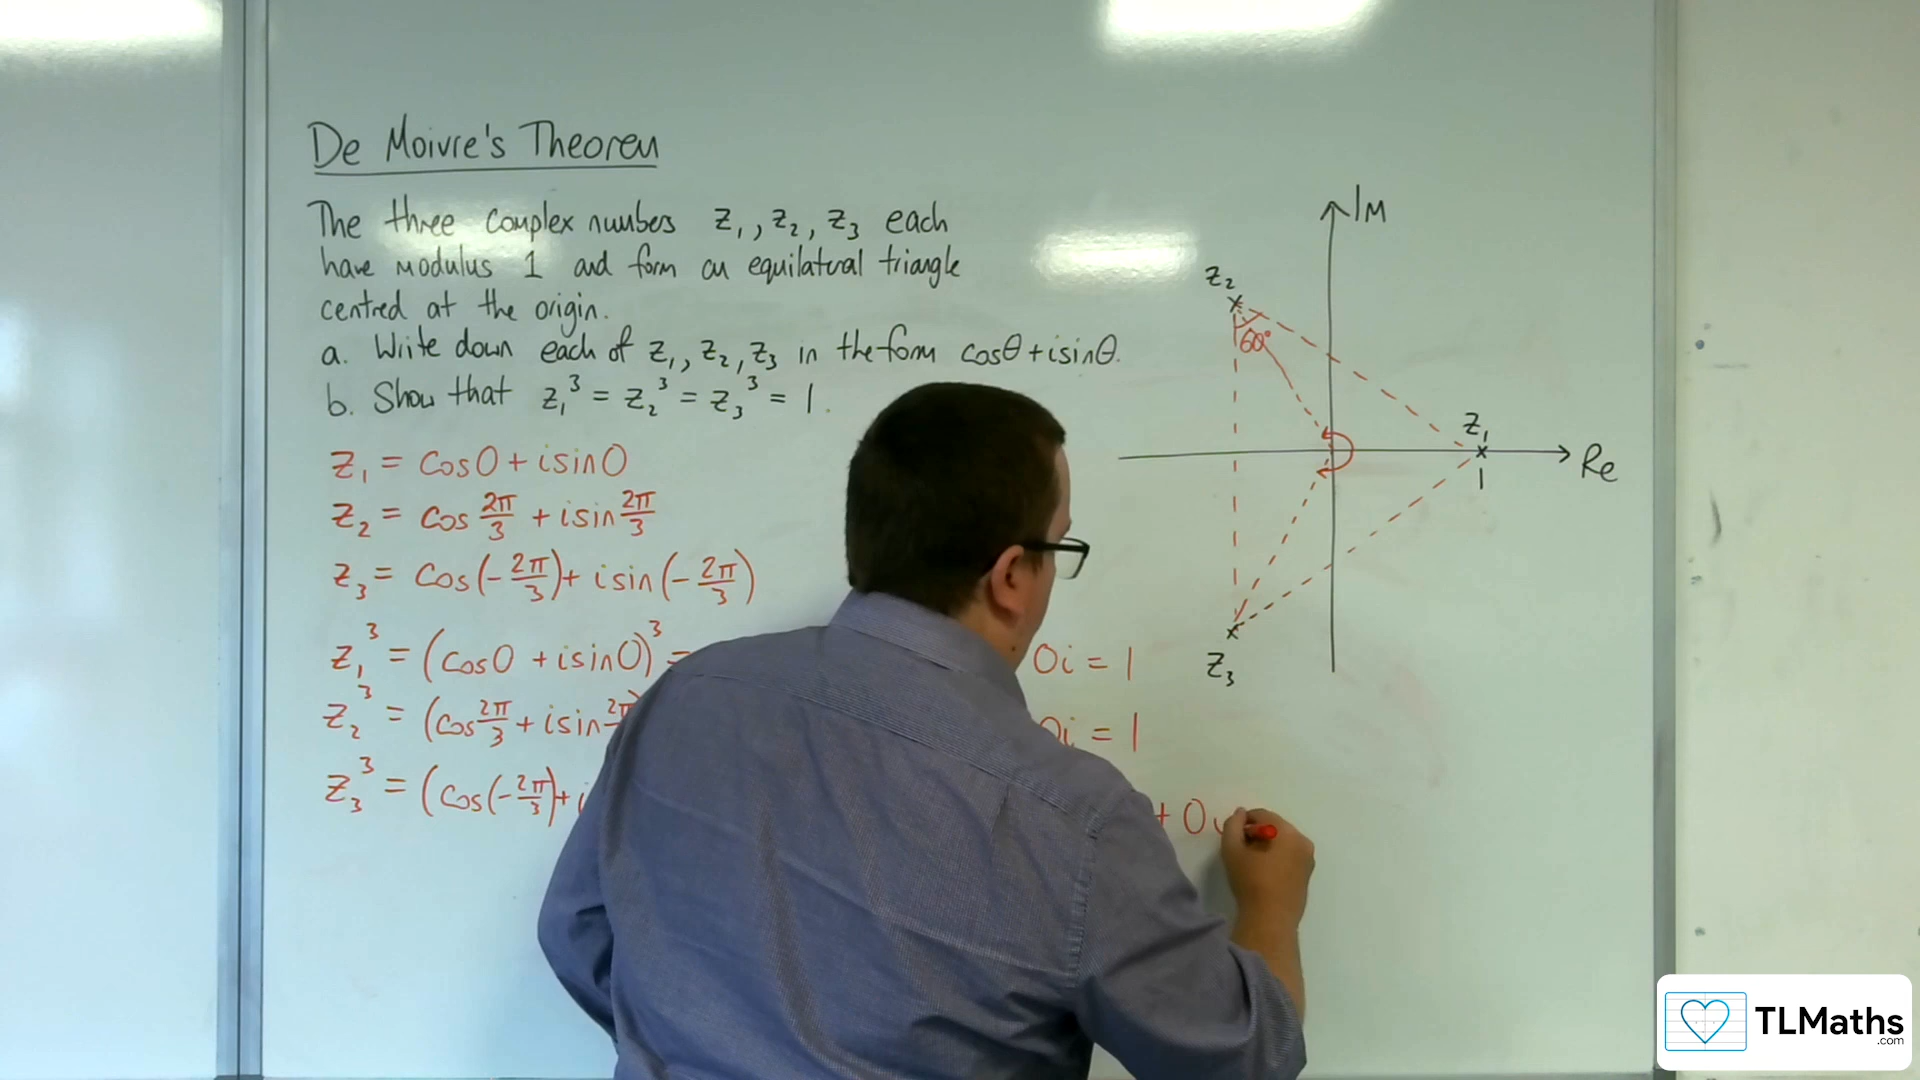 De Moivre's Theorem
The three complex numbers z₁, z₂, z₃ each
have modulus 1 and form an equilateral triangle
centred at the origin.
a. Write down each of z₁, z₂, z₃ in the form cosθ + isinθ.
b. Show that z₁³ = z₂³ = z₃³ = 1.
z₁ = cos0 + isin0
z₂ = cos 2π/3 + isin 2π/3
z₃ = cos(-2π/3) + isin(-2π/3)
z₁³ = (cos0 + isin0)³ = 0i = 1
z₂³ = (cos 2π/3 + isin 2π 0i = 1
z₃³ = (cos(-2π/3) + i + 0i
Im
z₂
60°
z₁
1
Re
z₃
TLMaths
.com